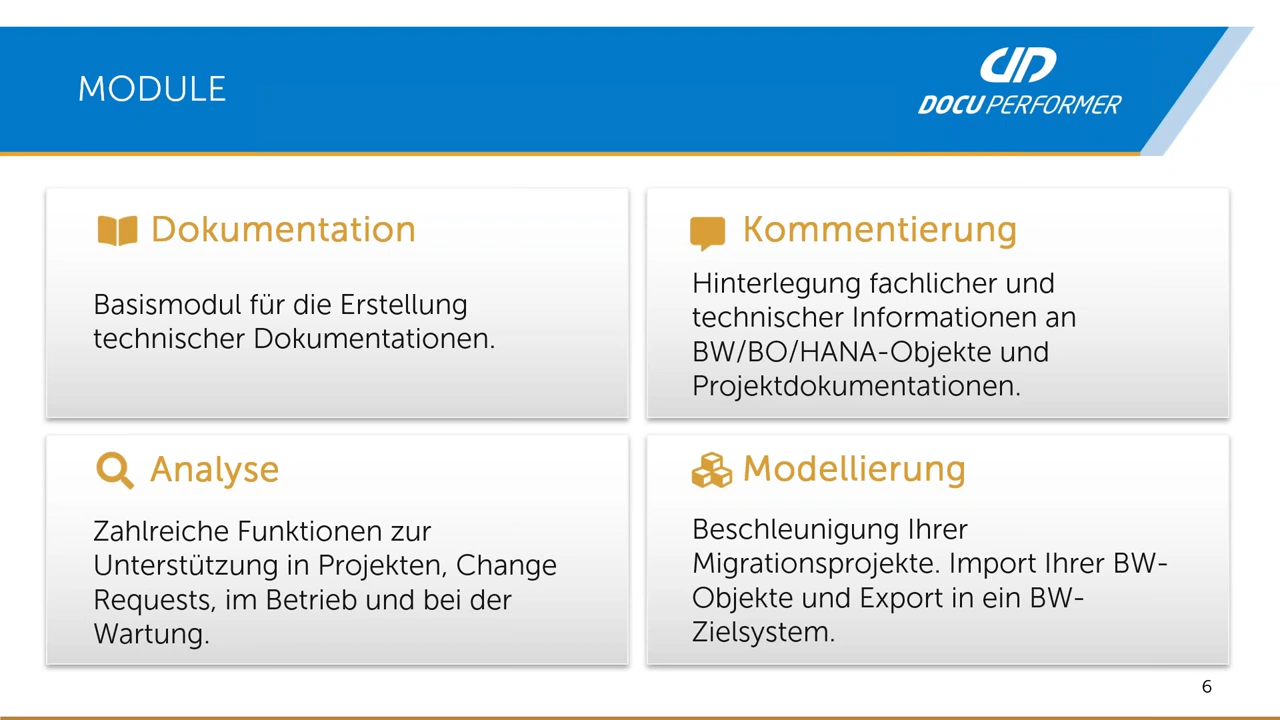 MODULE
DOCU PERFORMER
Dokumentation
Basismodul für die Erstellung
technischer Dokumentationen.
Kommentierung
Hinterlegung fachlicher und
technischer Informationen an
BW/BO/HANA-Objekte und
Projektdokumentationen.
Analyse
Zahlreiche Funktionen zur
Unterstützung in Projekten, Change
Requests, im Betrieb und bei der
Wartung.
Modellierung
Beschleunigung Ihrer
Migrationsprojekte. Import Ihrer BW-
Objekte und Export in ein BW-
Zielsystem.
6